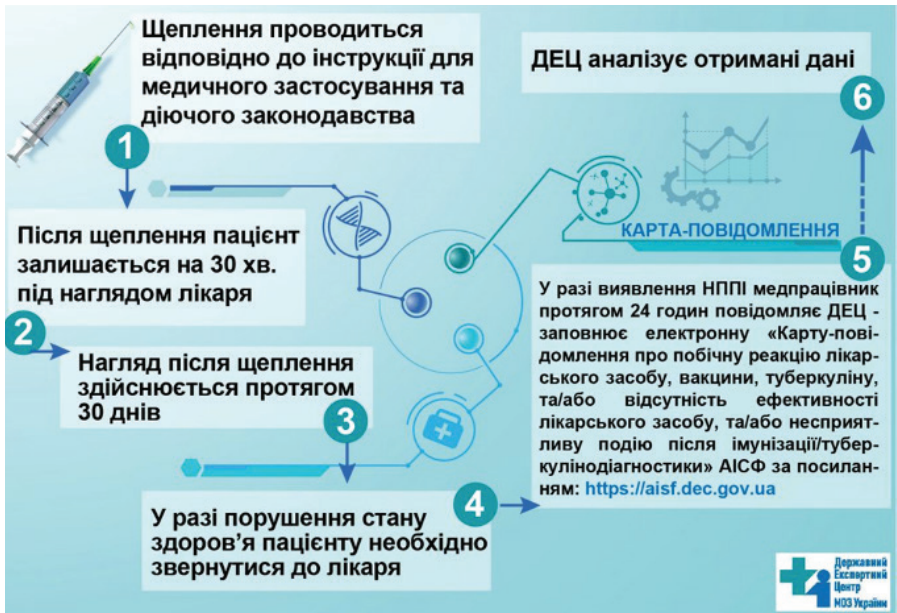 Щеплення проводиться
відповідно до інструкції для
медичного застосування та
діючого законодавства
1
Після щеплення пацієнт
залишається на 30 хв.
під наглядом лікаря
2
Нагляд після щеплення
здійснюється протягом
30 днів
3
У разі порушення стану
здоров’я пацієнту необхідно
звернутися до лікаря
4
КАРТА-ПОВІДОМЛЕННЯ
5
У разі виявлення НППІ медпрацівник
протягом 24 годин повідомляє ДЕЦ -
заповнює електронну «Карту-пові-
домлення про побічну реакцію лікар-
ського засобу, вакцини, туберкуліну,
та/або відсутність ефективності
лікарського засобу, та/або несприят-
ливу подію після імунізації/тубер-
кулінодіагностики» АІСФ за посилан-
ням: https://aisf.dec.gov.ua
ДЕЦ аналізує отримані дані
6
Державний
Експертний
Центр
МОЗ України